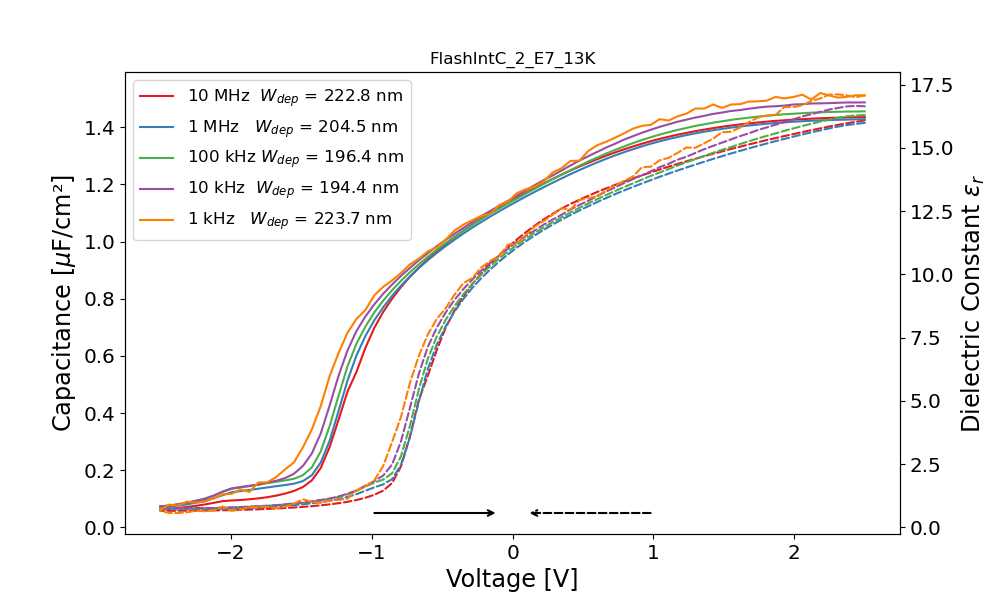 FlashIntC_2_E7_13K
10 MHz W_dep = 222.8 nm
1 MHz W_dep = 204.5 nm
100 kHz W_dep = 196.4 nm
10 kHz W_dep = 194.4 nm
1 kHz W_dep = 223.7 nm
Capacitance [μF/cm²]
1.4
1.2
1.0
0.8
0.6
0.4
0.2
0.0
17.5
15.0
12.5
10.0
7.5
5.0
2.5
0.0
Dielectric Constant ε_r
−2
−1
0
1
2
Voltage [V]